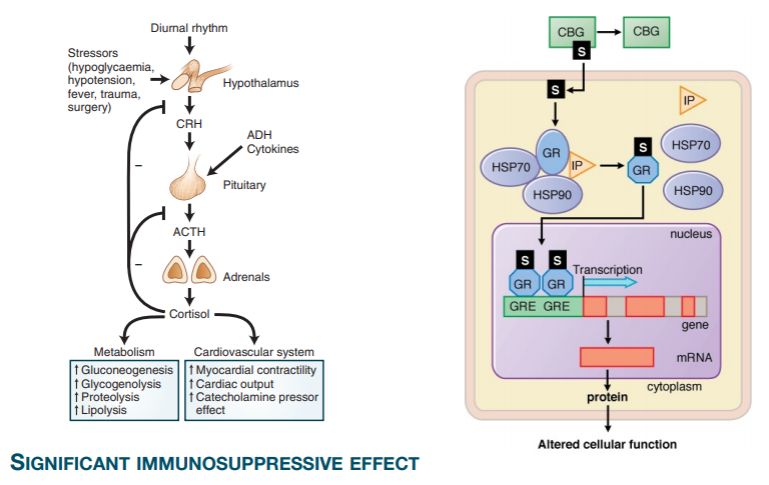 Diurnal rhythm
Stressors
(hypoglycaemia,
hypotension,
fever, trauma,
surgery)
Hypothalamus
CRH
ADH
Cytokines
Pituitary
ACTH
Adrenals
Cortisol
–
–
Metabolism
↑ Gluconeogenesis
↑ Glycogenolysis
↑ Proteolysis
↑ Lipolysis
Cardiovascular system
↑ Myocardial contractility
↑ Cardiac output
↑ Catecholamine pressor
effect
SIGNIFICANT IMMUNOSUPPRESSIVE EFFECT
CBG
CBG
S
S
IP
GR
HSP70
IP
HSP90
S
GR
HSP70
HSP90
nucleus
S
S
GR
GR
Transcription
GRE
GRE
gene
mRNA
cytoplasm
protein
Altered cellular function